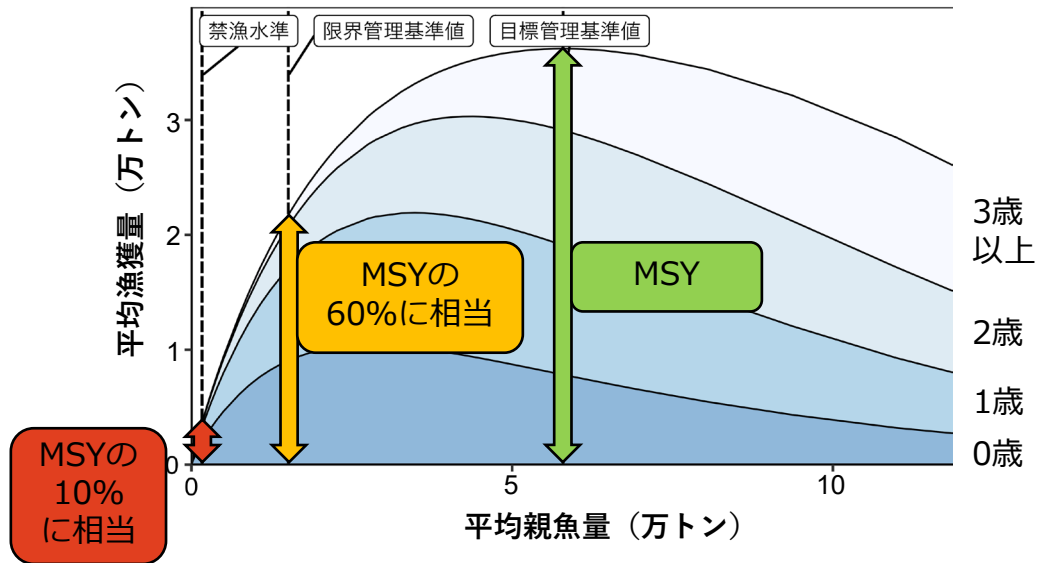 禁漁水準
限界管理基準値
目標管理基準値
平均漁獲量（万トン）
3
2
1
0
MSYの
60%に相当
MSY
MSYの
10%
に相当
3歳
以上
2歳
1歳
0歳
0
5
10
平均親魚量（万トン）